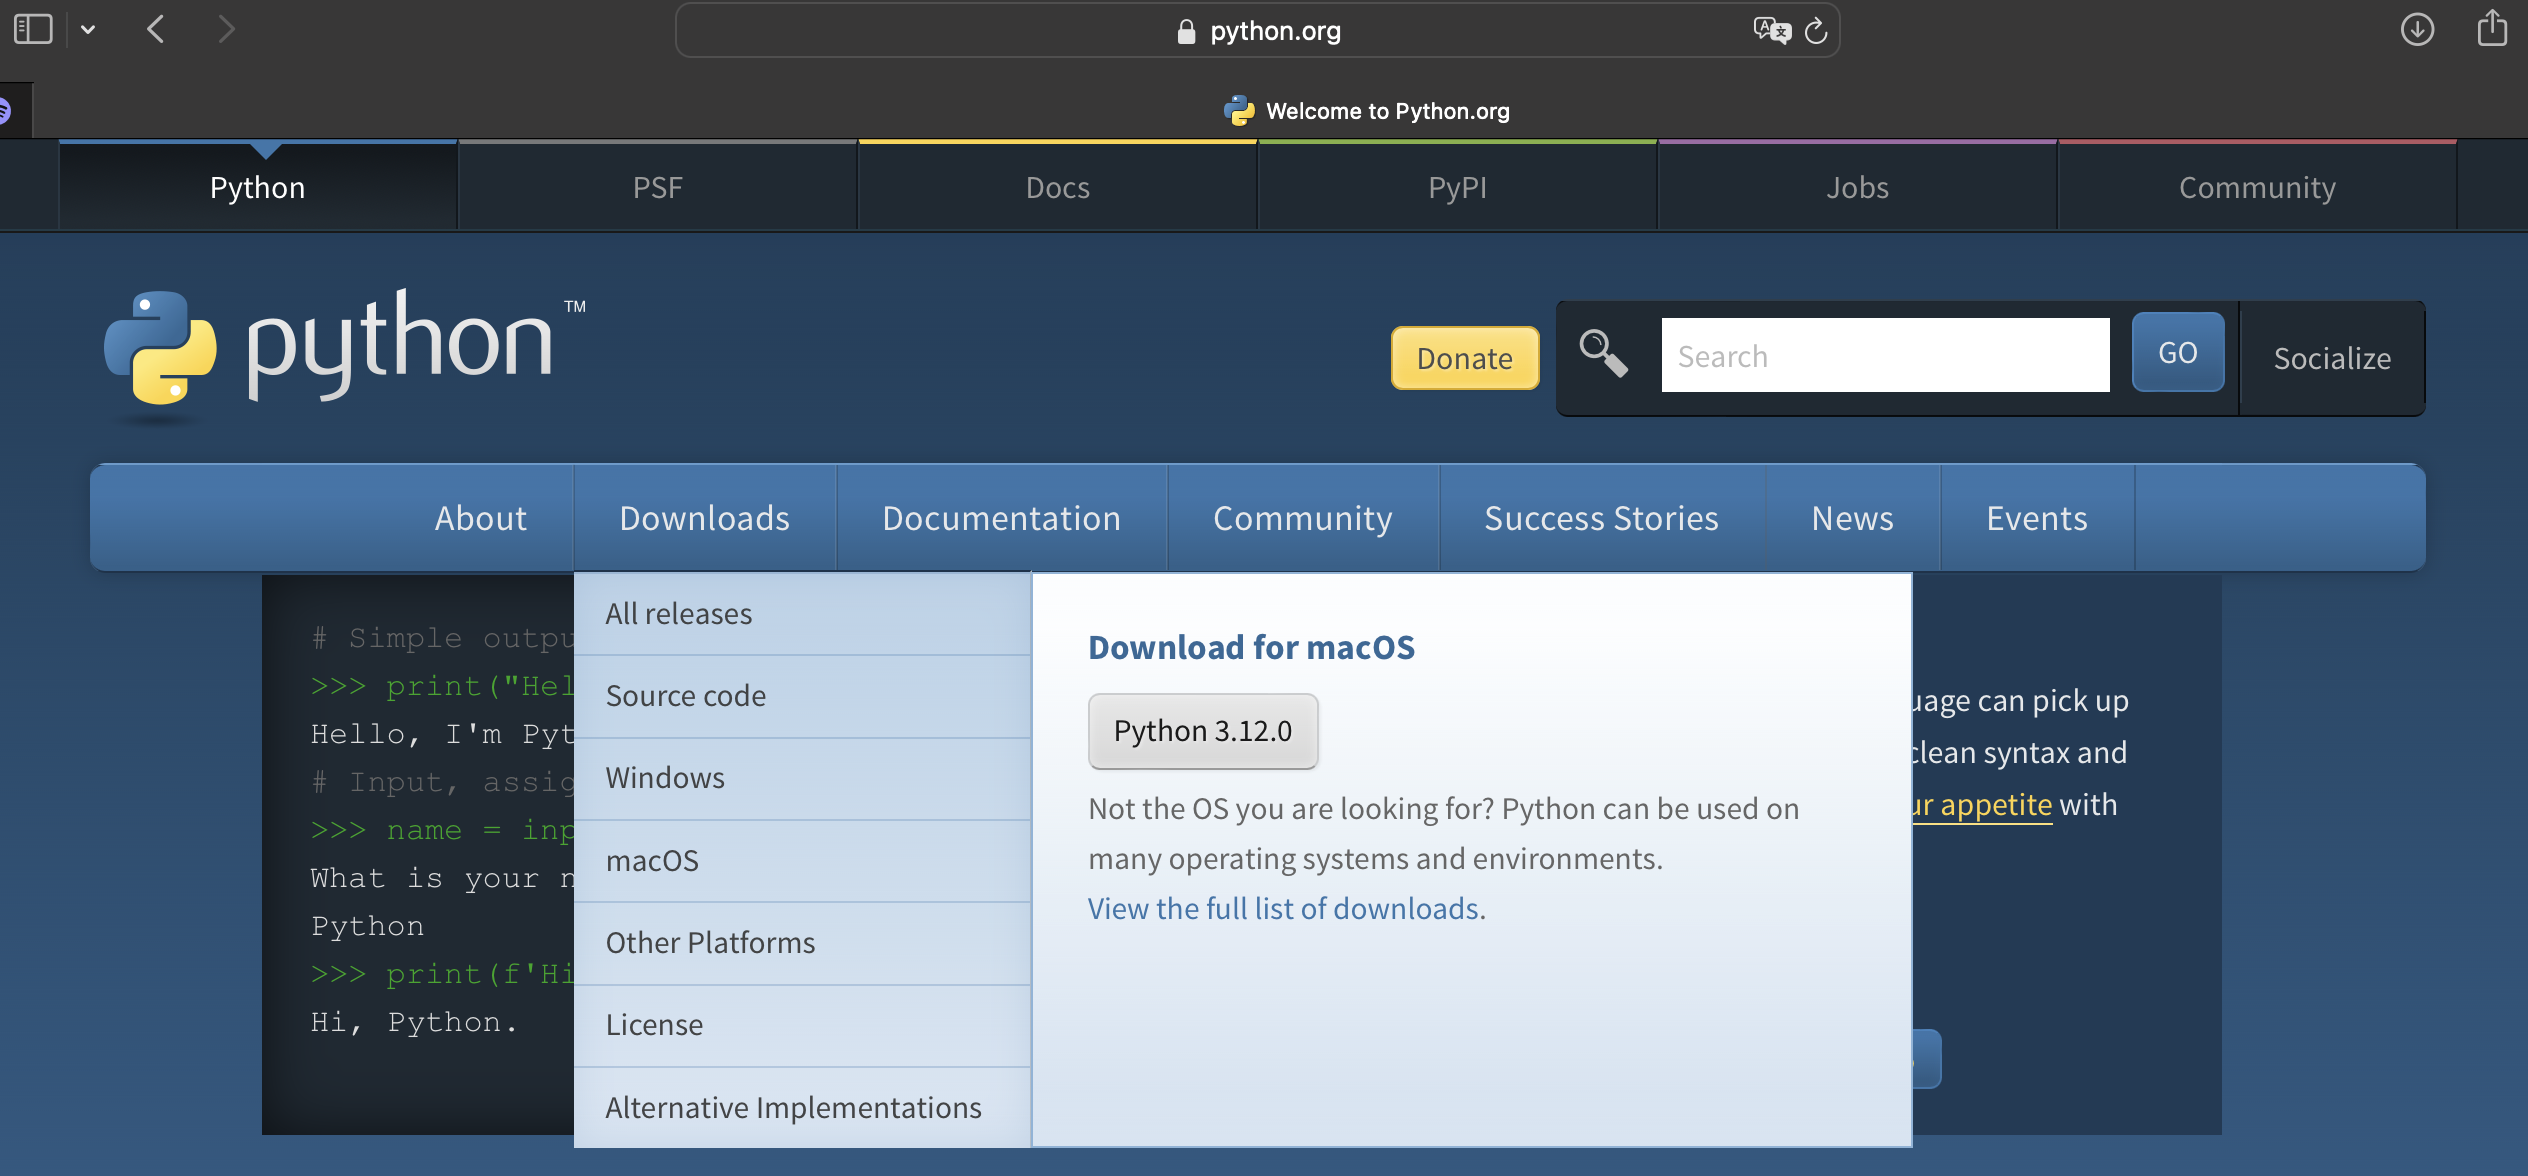 python.org
Welcome to Python.org
Python
PSF
Docs
PyPI
Jobs
Community
python™
Donate
Search
GO
Socialize
About
Downloads
Documentation
Community
Success Stories
News
Events
All releases
Source code
Windows
macOS
Other Platforms
License
Alternative Implementations
Download for macOS
Python 3.12.0
Not the OS you are looking for? Python can be used on
many operating systems and environments.
View the full list of downloads.
# Simple outpu
>>> print("Hel
Hello, I'm Pyt
# Input, assig
>>> name = inp
What is your n
Python
>>> print(f'Hi
Hi, Python.
uage can pick up
clean syntax and
ur appetite with